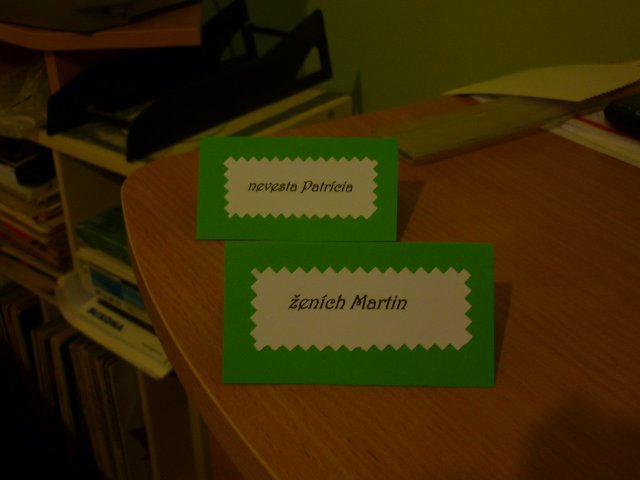 nevesta Patrícia
ženích Martin